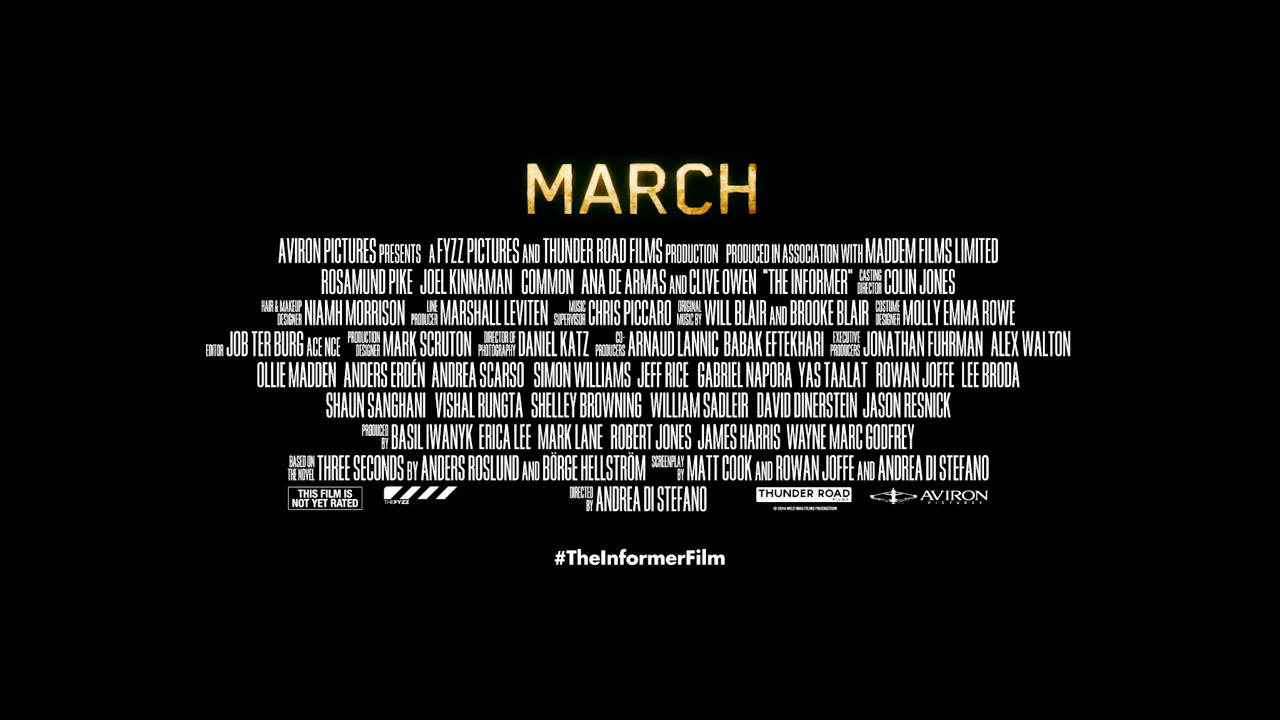 MARCH
AVIRON PICTURES PRESENTS A FYZZ PICTURES AND THUNDER ROAD FILMS PRODUCTION PRODUCED IN ASSOCIATION WITH MADDEM FILMS LIMITED
ROSAMUND PIKE JOEL KINNAMAN COMMON ANA DE ARMAS AND CLIVE OWEN "THE INFORMER" CASTING DIRECTOR COLIN JONES
HAIR & MAKEUP DESIGNER NIAMH MORRISON LINE PRODUCER MARSHALL LEVITEN MUSIC SUPERVISOR CHRIS PICCARO ORIGINAL MUSIC BY WILL BLAIR AND BROOKE BLAIR COSTUME DESIGNER MOLLY EMMA ROWE
EDITOR JOB TER BURG ACE NCE PRODUCTION DESIGNER MARK SCRUTON DIRECTOR OF PHOTOGRAPHY DANIEL KATZ CO-PRODUCERS ARNAUD LANNIC BABAK EFTEKHARI EXECUTIVE PRODUCERS JONATHAN FUHRMAN ALEX WALTON
OLLIE MADDEN ANDERS ERDÉN ANDREA SCARSO SIMON WILLIAMS JEFF RICE GABRIEL NAPORA YAS TAALAT ROWAN JOFFE LEE BRODA
SHAUN SANGHANI VISHAL RUNGTA SHELLEY BROWNING WILLIAM SADLEIR DAVID DINERSTEIN JASON RESNICK
PRODUCED BY BASIL IWANYK ERICA LEE MARK LANE ROBERT JONES JAMES HARRIS WAYNE MARC GODFREY
BASED ON THE NOVEL THREE SECONDS BY ANDERS ROSLUND AND BÖRGE HELLSTRÖM SCREENPLAY BY MATT COOK AND ROWAN JOFFE AND ANDREA DI STEFANO
THIS FILM IS NOT YET RATED THEFYZZ DIRECTED BY ANDREA DI STEFANO THUNDER ROAD FILMS AVIRON PICTURES
#TheInformerFilm